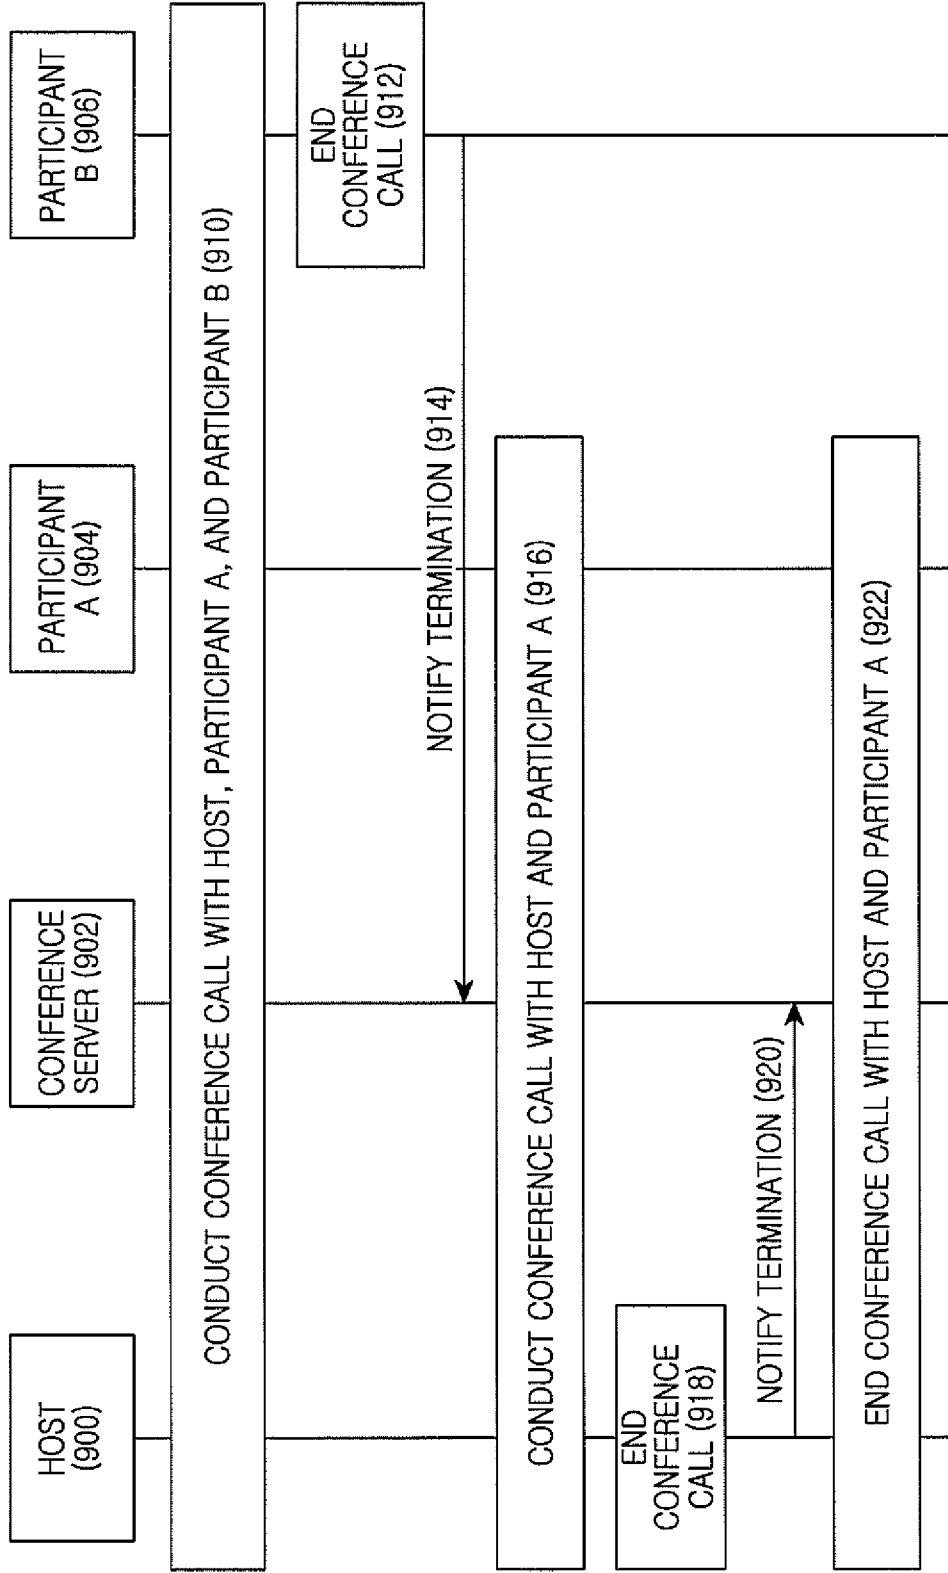 HOST
(900)
CONFERENCE
SERVER (902)
PARTICIPANT
A (904)
PARTICIPANT
B (906)
CONDUCT CONFERENCE CALL WITH HOST, PARTICIPANT A, AND PARTICIPANT B (910)
END
CONFERENCE
CALL (912)
NOTIFY TERMINATION (914)
CONDUCT CONFERENCE CALL WITH HOST AND PARTICIPANT A (916)
END
CONFERENCE
CALL (918)
NOTIFY TERMINATION (920)
END CONFERENCE CALL WITH HOST AND PARTICIPANT A (922)